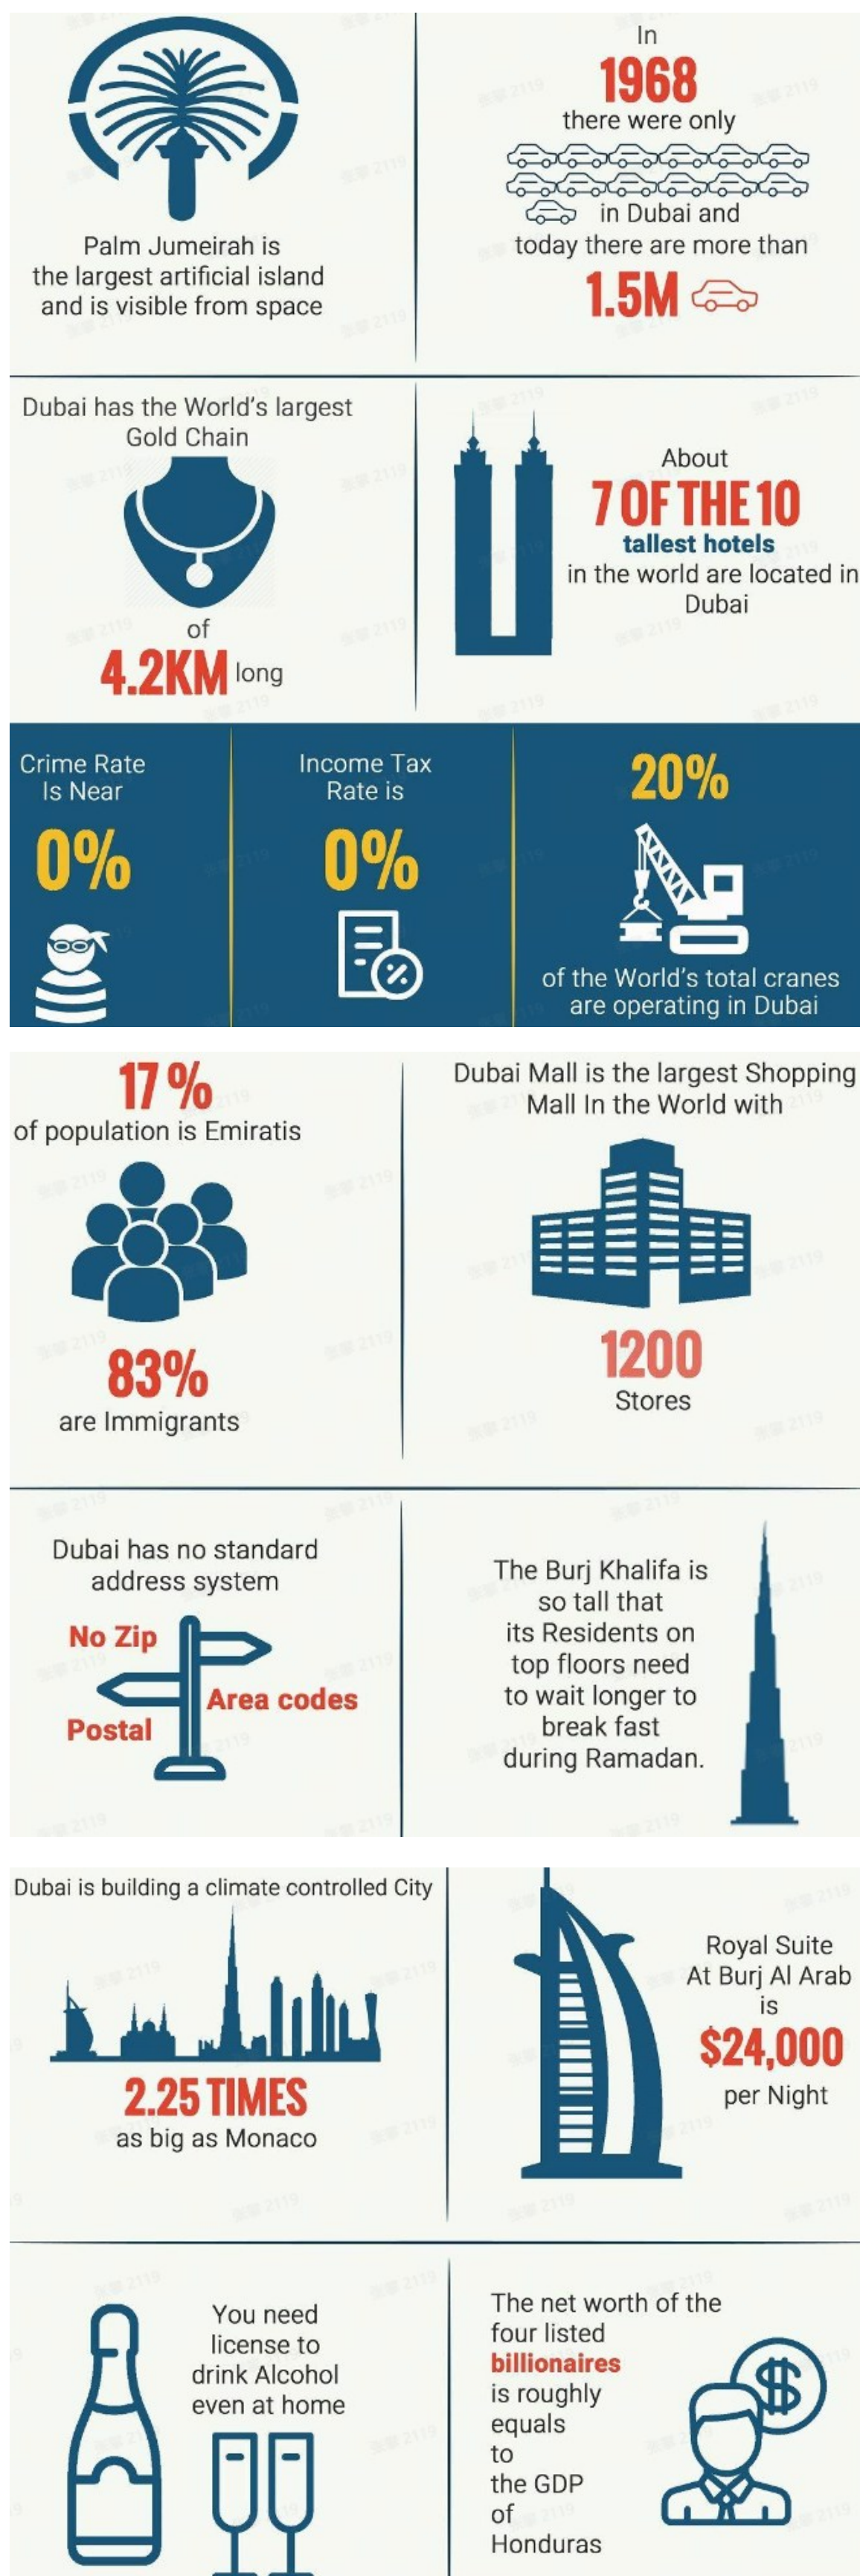 Palm Jumeirah is
the largest artificial island
and is visible from space
In
1968
there were only
in Dubai and
today there are more than
1.5M
Dubai has the World's largest
Gold Chain
of
4.2KM long
About
7 OF THE 10
tallest hotels
in the world are located in
Dubai
Crime Rate
Is Near
0%
Income Tax
Rate is
0%
%
20%
of the World's total cranes
are operating in Dubai
17 %
of population is Emiratis
83%
are Immigrants
Dubai Mall is the largest Shopping
Mall In the World with
1200
Stores
Dubai has no standard
address system
No Zip
Area codes
Postal
The Burj Khalifa is
so tall that
its Residents on
top floors need
to wait longer to
break fast
during Ramadan.
Dubai is building a climate controlled City
2.25 TIMES
as big as Monaco
Royal Suite
At Burj Al Arab
is
$24,000
per Night
You need
license to
drink Alcohol
even at home
The net worth of the
four listed
billionaires
is roughly
equals
to
the GDP
of
Honduras
$